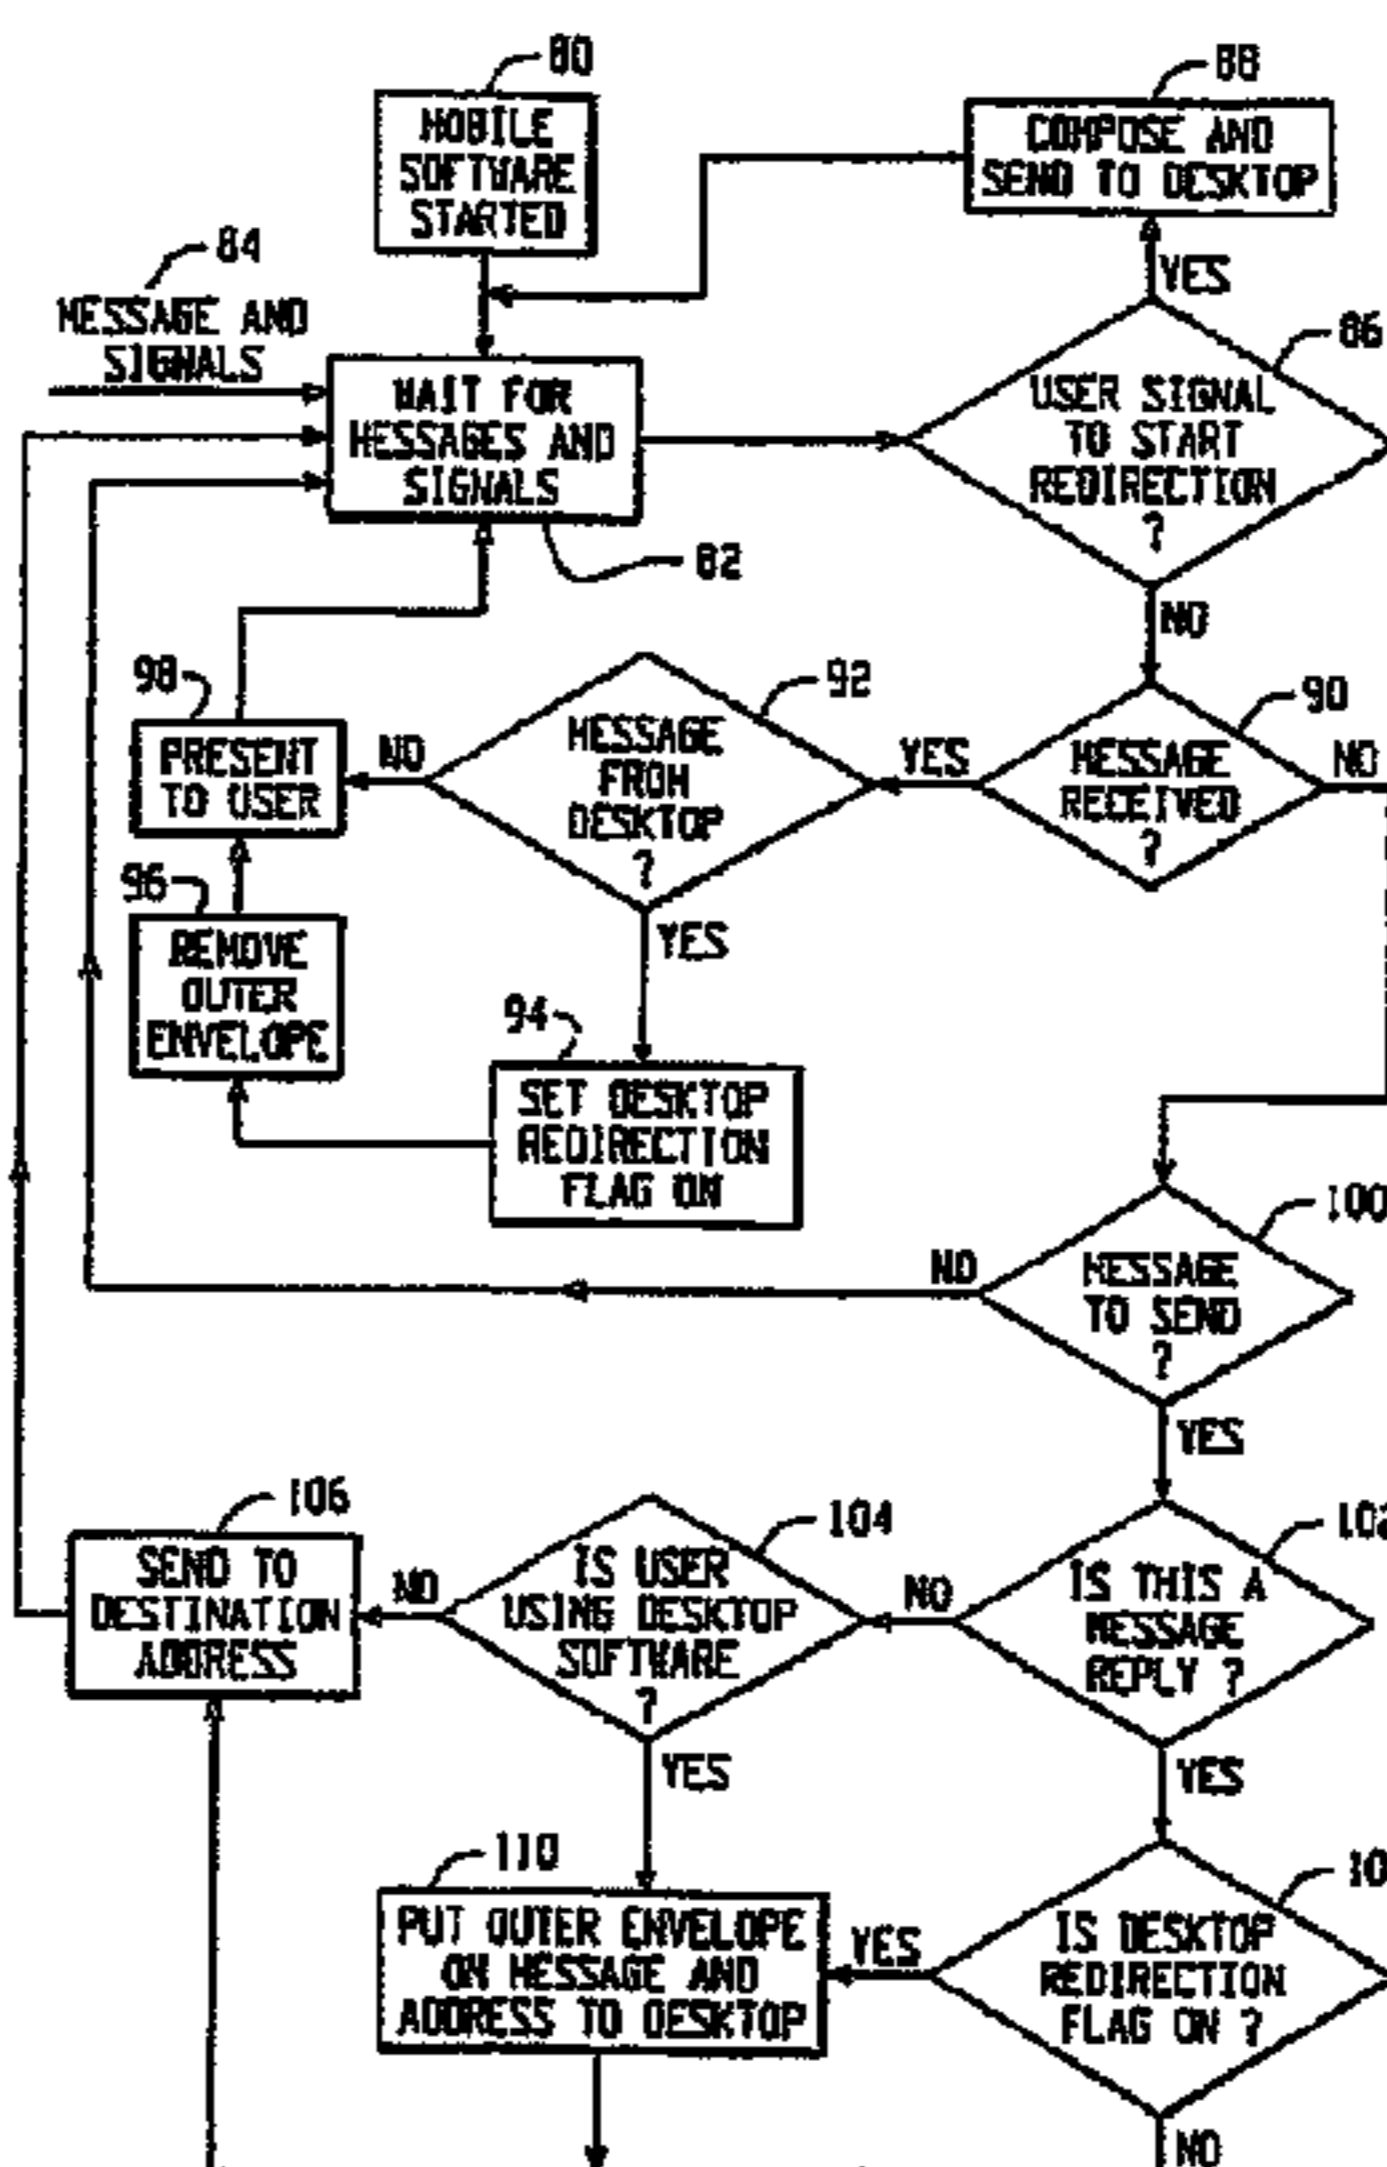 80
MOBILE
SOFTWARE
STARTED
88
COMPOSE AND
SEND TO DESKTOP
YES
84
MESSAGE AND
SIGNALS
WAIT FOR
MESSAGES AND
SIGNALS
82
86
USER SIGNAL
TO START
REDIRECTION
?
NO
90
MESSAGE
RECEIVED
?
NO
YES
92
MESSAGE
FROM
DESKTOP
?
NO
YES
98
PRESENT
TO USER
96
REMOVE
OUTER
ENVELOPE
94
SET DESKTOP
REDIRECTION
FLAG ON
100
MESSAGE
TO SEND
?
NO
YES
102
IS THIS A
MESSAGE
REPLY ?
NO
YES
104
IS USER
USING DESKTOP
SOFTWARE
?
NO
YES
106
SEND TO
DESTINATION
ADDRESS
110
PUT OUTER ENVELOPE
ON MESSAGE AND
ADDRESS TO DESKTOP
YES
10
IS DESKTOP
REDIRECTION
FLAG ON ?
NO